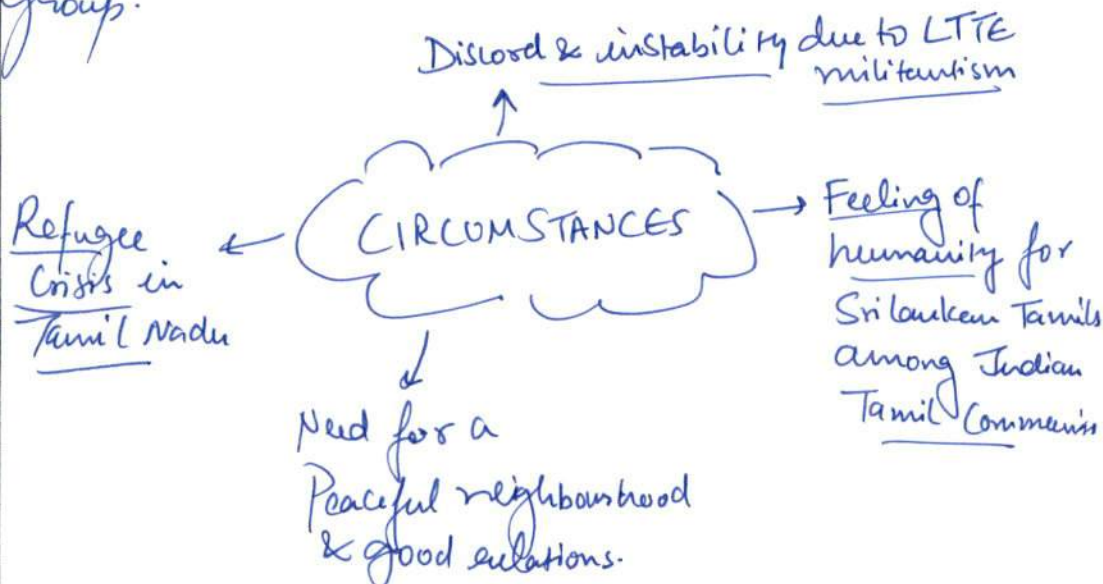 group.
Discord & instability due to LTTE
militantism
CIRCUMSTANCES
Refugee
Crisis in
Tamil Nadu
Feeling of
humanity for
Srilankan Tamils
among Indian
Tamil
Need for a
Peaceful neighbourhood
& good relations.